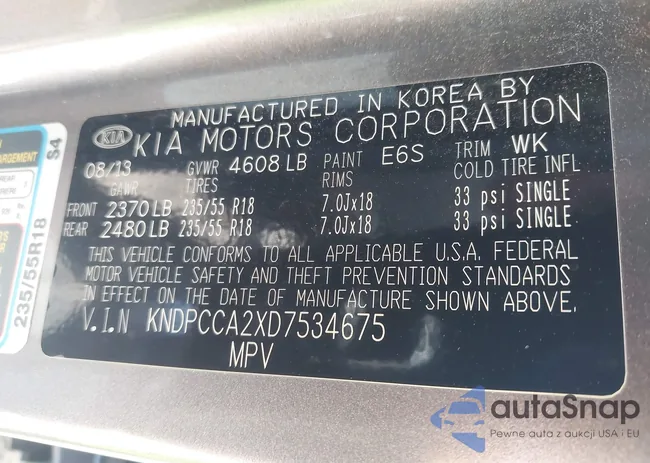 MANUFACTURED IN KOREA BY
KIA KIA MOTORS CORPORATION
08/13 GVWR 4608 LB PAINT E6S TRIM WK
GAWR TIRES RIMS COLD TIRE INFL
FRONT 2370 LB 235/55 R18 7.0Jx18 33 psi SINGLE
REAR 2480 LB 235/55 R18 7.0Jx18 33 psi SINGLE
THIS VEHICLE CONFORMS TO ALL APPLICABLE U.S.A. FEDERAL
MOTOR VEHICLE SAFETY AND THEFT PREVENTION STANDARDS
IN EFFECT ON THE DATE OF MANUFACTURE SHOWN ABOVE.
V.I.N KNDPCCA2XD7534675
MPV
S4
235/55R18
autaSnap
Pewne auta z aukcji USA i EU